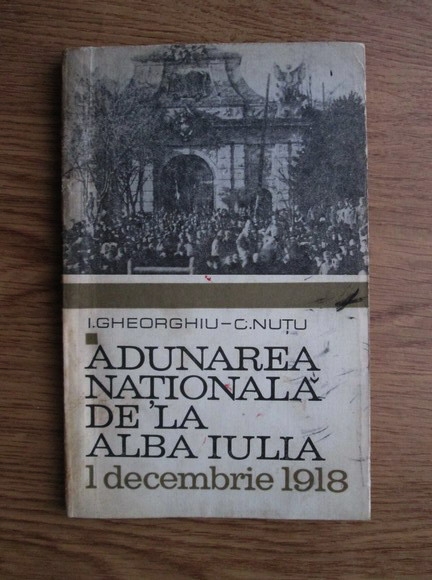 I.GHEORGHIU-C.NUȚU
ADUNAREA
NAȚIONALĂ
DE LA
ALBA IULIA
1 decembrie 1918